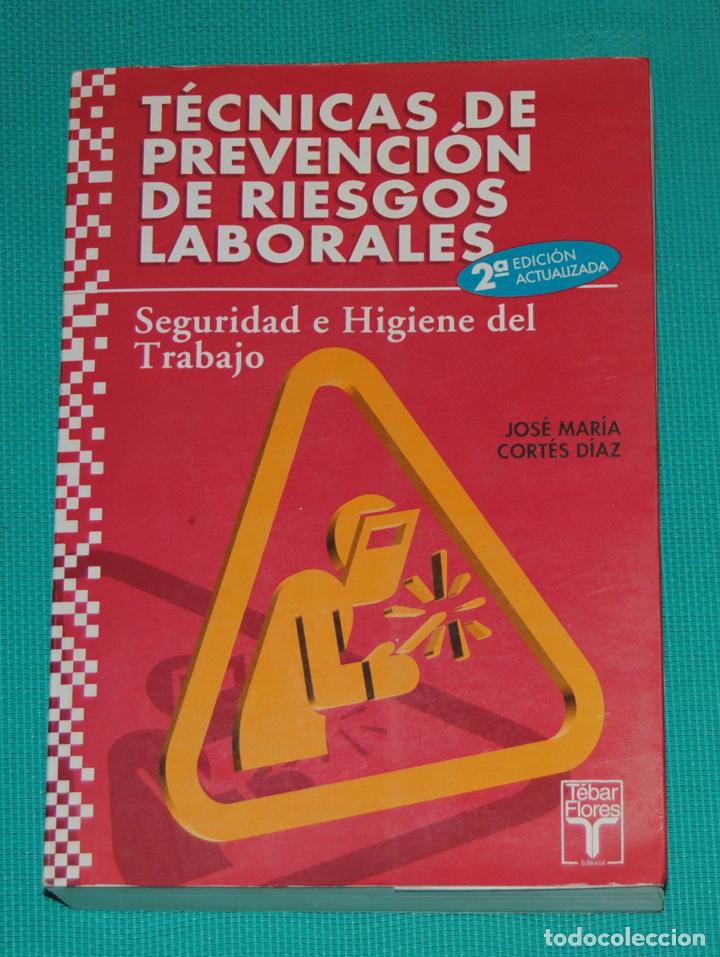 TÉCNICAS DE
PREVENCIÓN
DE RIESGOS
LABORALES
2ª EDICIÓN
ACTUALIZADA
Seguridad e Higiene del
Trabajo
JOSÉ MARÍA
CORTÉS DÍAZ
Tébar
Flores
Editorial
todocoleccion